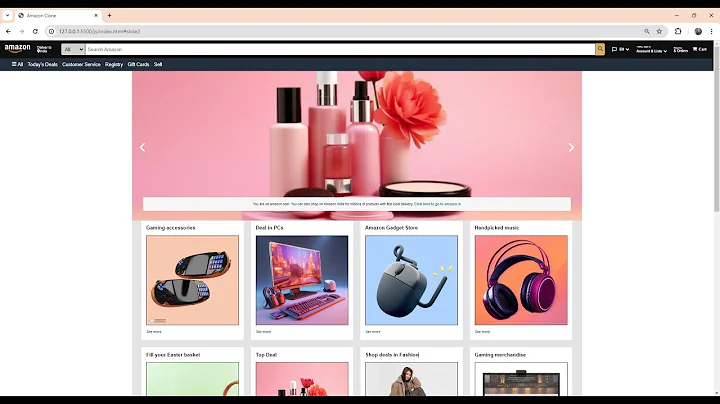 Amazon Clone
127.0.0.1:5500/js/index.html#slide2
amazon
Deliver to
India
All
Search Amazon
EN
Account & Lists
& Orders
Cart
All
Today's Deals
Customer Service
Registry
Gift Cards
Sell
You are on amazon.com. You can also shop on Amazon India for millions of products with fast local delivery. Click here to go to amazon.in
Gaming accessories
Deal in PCs
Amazon Gadget Store
Handpicked music
See more
See more
See more
See more
Fill your Easter basket
Top Deal
Shop deals in Fashion
Gaming merchandise